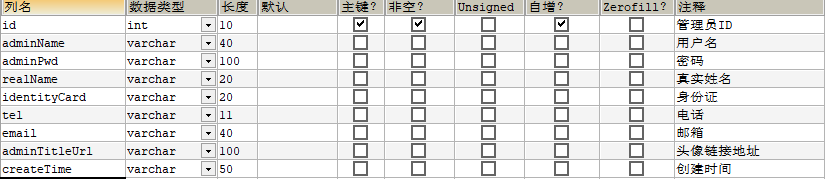 列名 数据类型 长度 默认 主键? 非空? Unsigned 自增? Zerofill? 注释
id int 10 管理员ID
adminName varchar 40 用户名
adminPwd varchar 100 密码
realName varchar 20 真实姓名
identityCard varchar 20 身份证
tel varchar 11 电话
email varchar 40 邮箱
adminTitleUrl varchar 100 头像链接地址
createTime varchar 50 创建时间